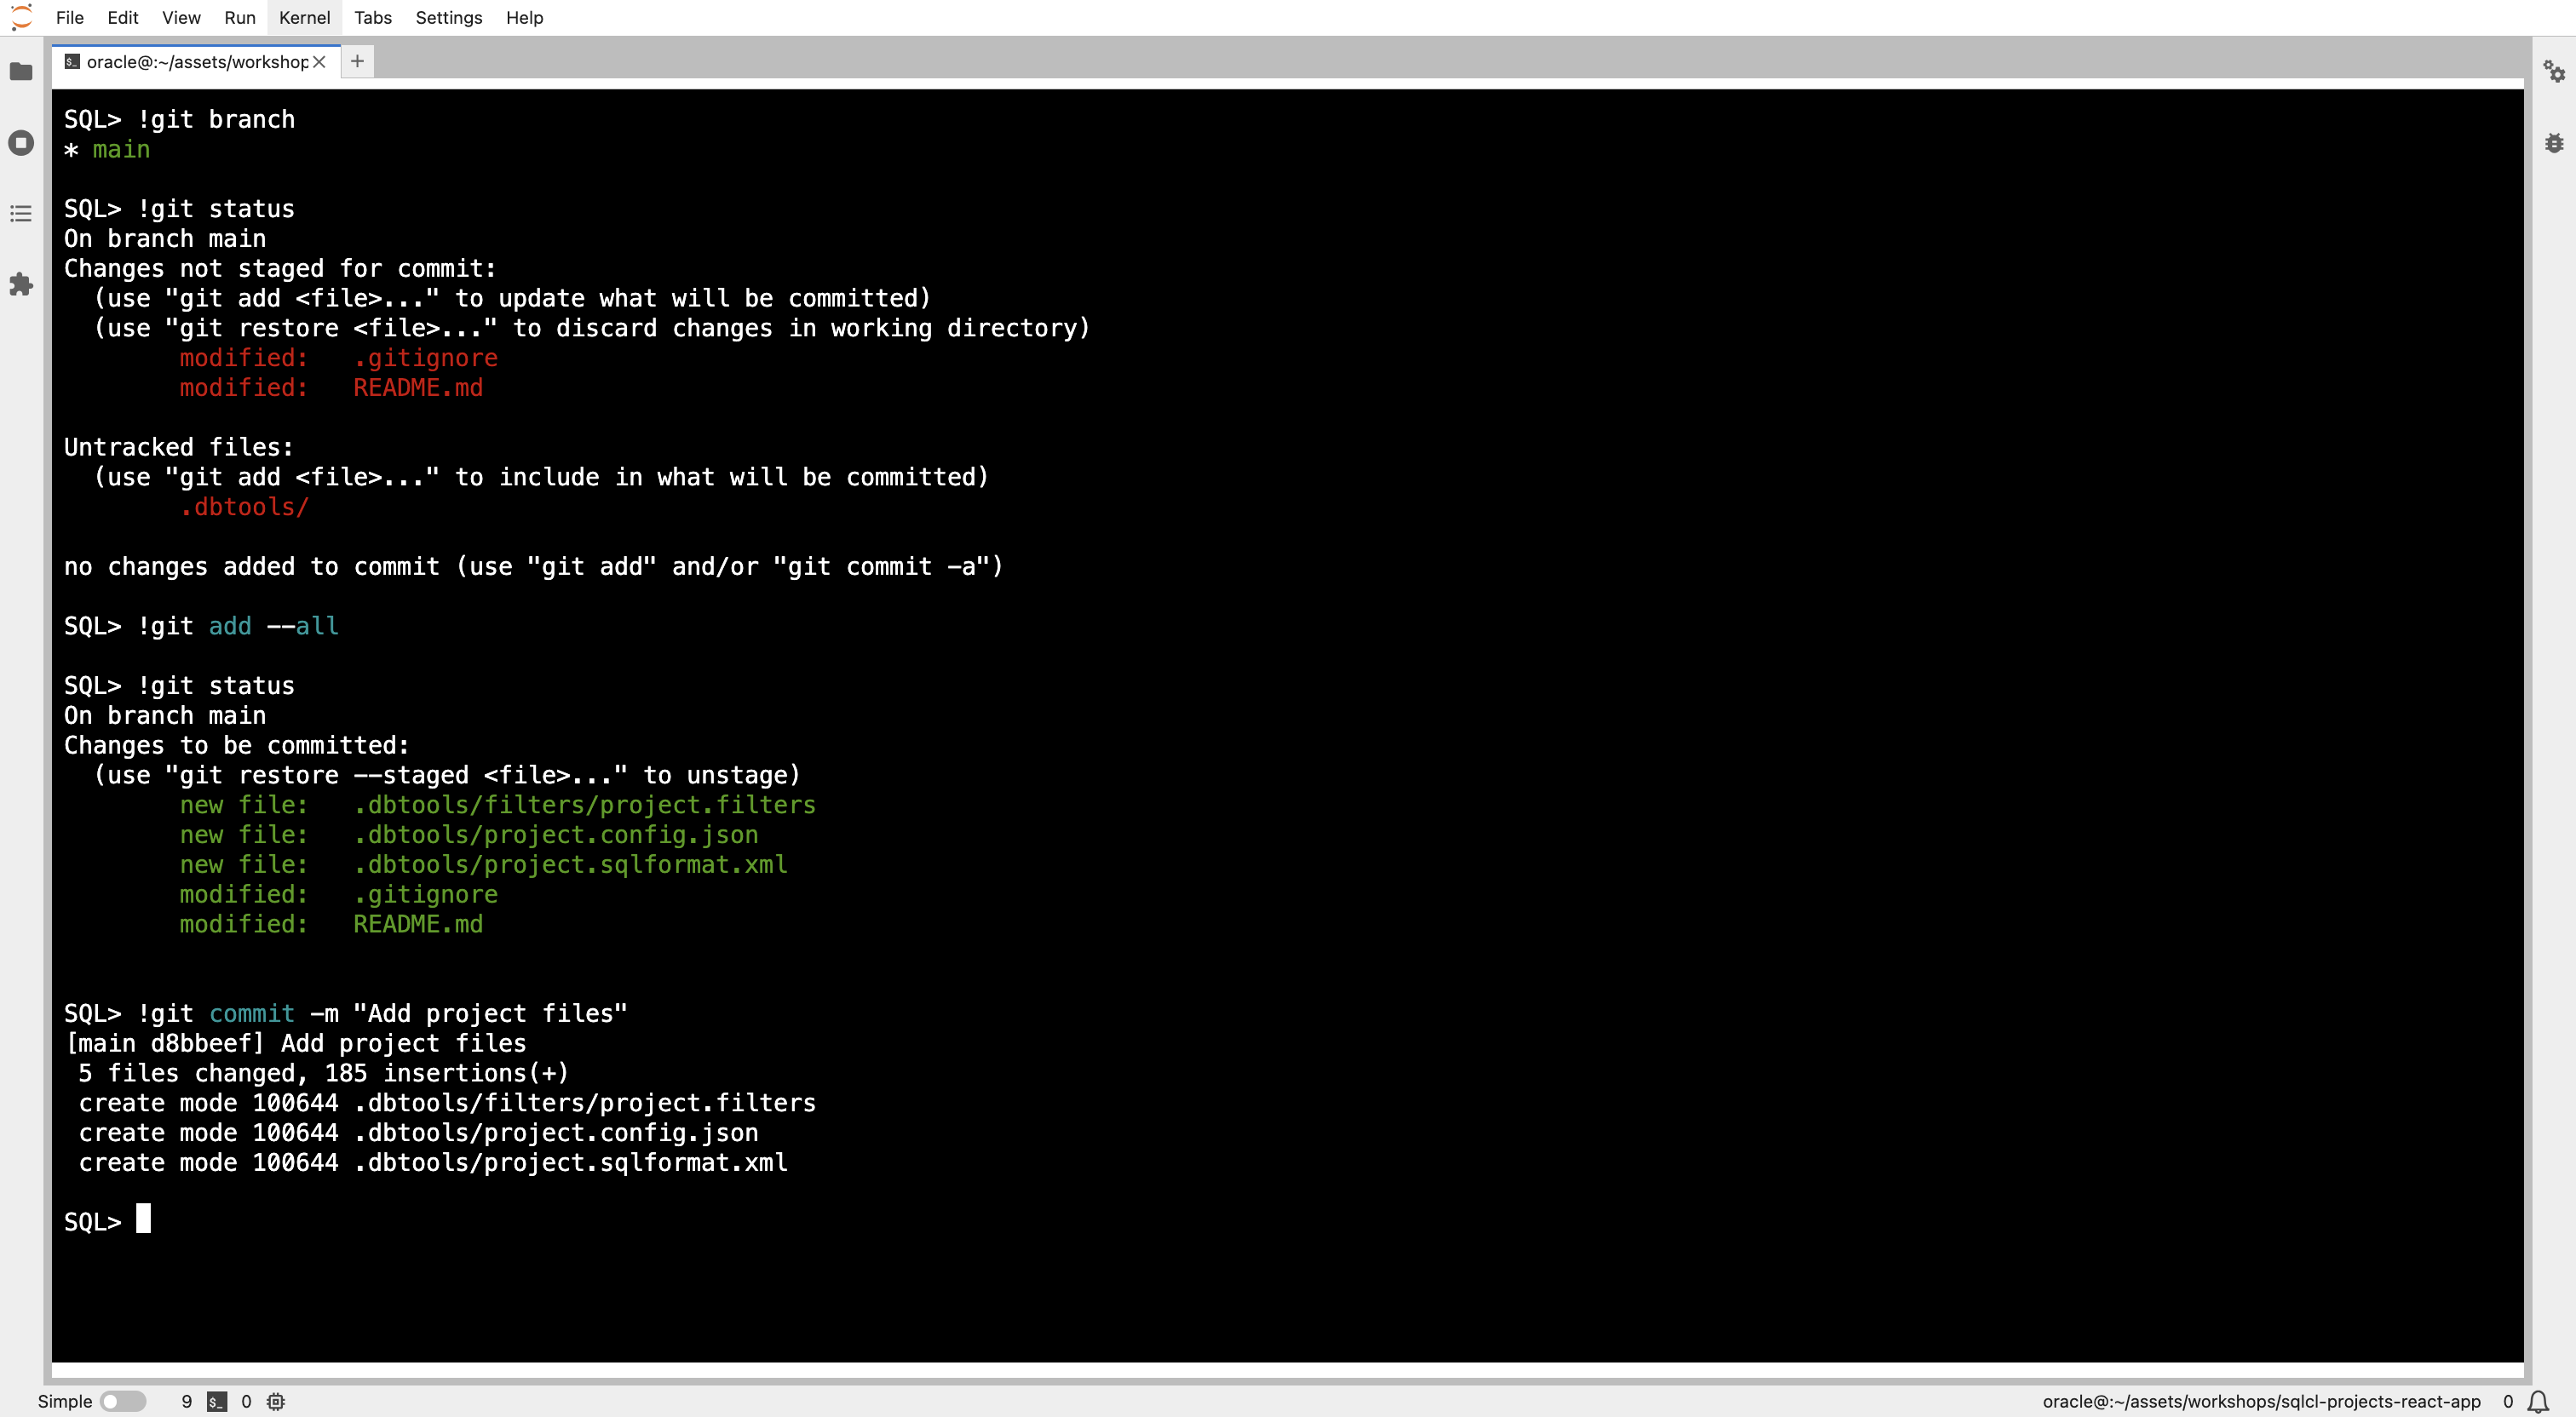 File Edit View Run Kernel Tabs Settings Help
oracle@:~/assets/workshop
SQL> !git branch
* main
SQL> !git status
On branch main
Changes not staged for commit:
(use "git add <file>..." to update what will be committed)
(use "git restore <file>..." to discard changes in working directory)
modified:   .gitignore
modified:   README.md
Untracked files:
(use "git add <file>..." to include in what will be committed)
.dbtools/
no changes added to commit (use "git add" and/or "git commit -a")
SQL> !git add --all
SQL> !git status
On branch main
Changes to be committed:
(use "git restore --staged <file>..." to unstage)
new file:   .dbtools/filters/project.filters
new file:   .dbtools/project.config.json
new file:   .dbtools/project.sqlformat.xml
modified:   .gitignore
modified:   README.md
SQL> !git commit -m "Add project files"
[main d8bbeef] Add project files
5 files changed, 185 insertions(+)
create mode 100644 .dbtools/filters/project.filters
create mode 100644 .dbtools/project.config.json
create mode 100644 .dbtools/project.sqlformat.xml
SQL>
Simple 9 $_ 0 oracle@:~/assets/workshops/sqlcl-projects-react-app 0